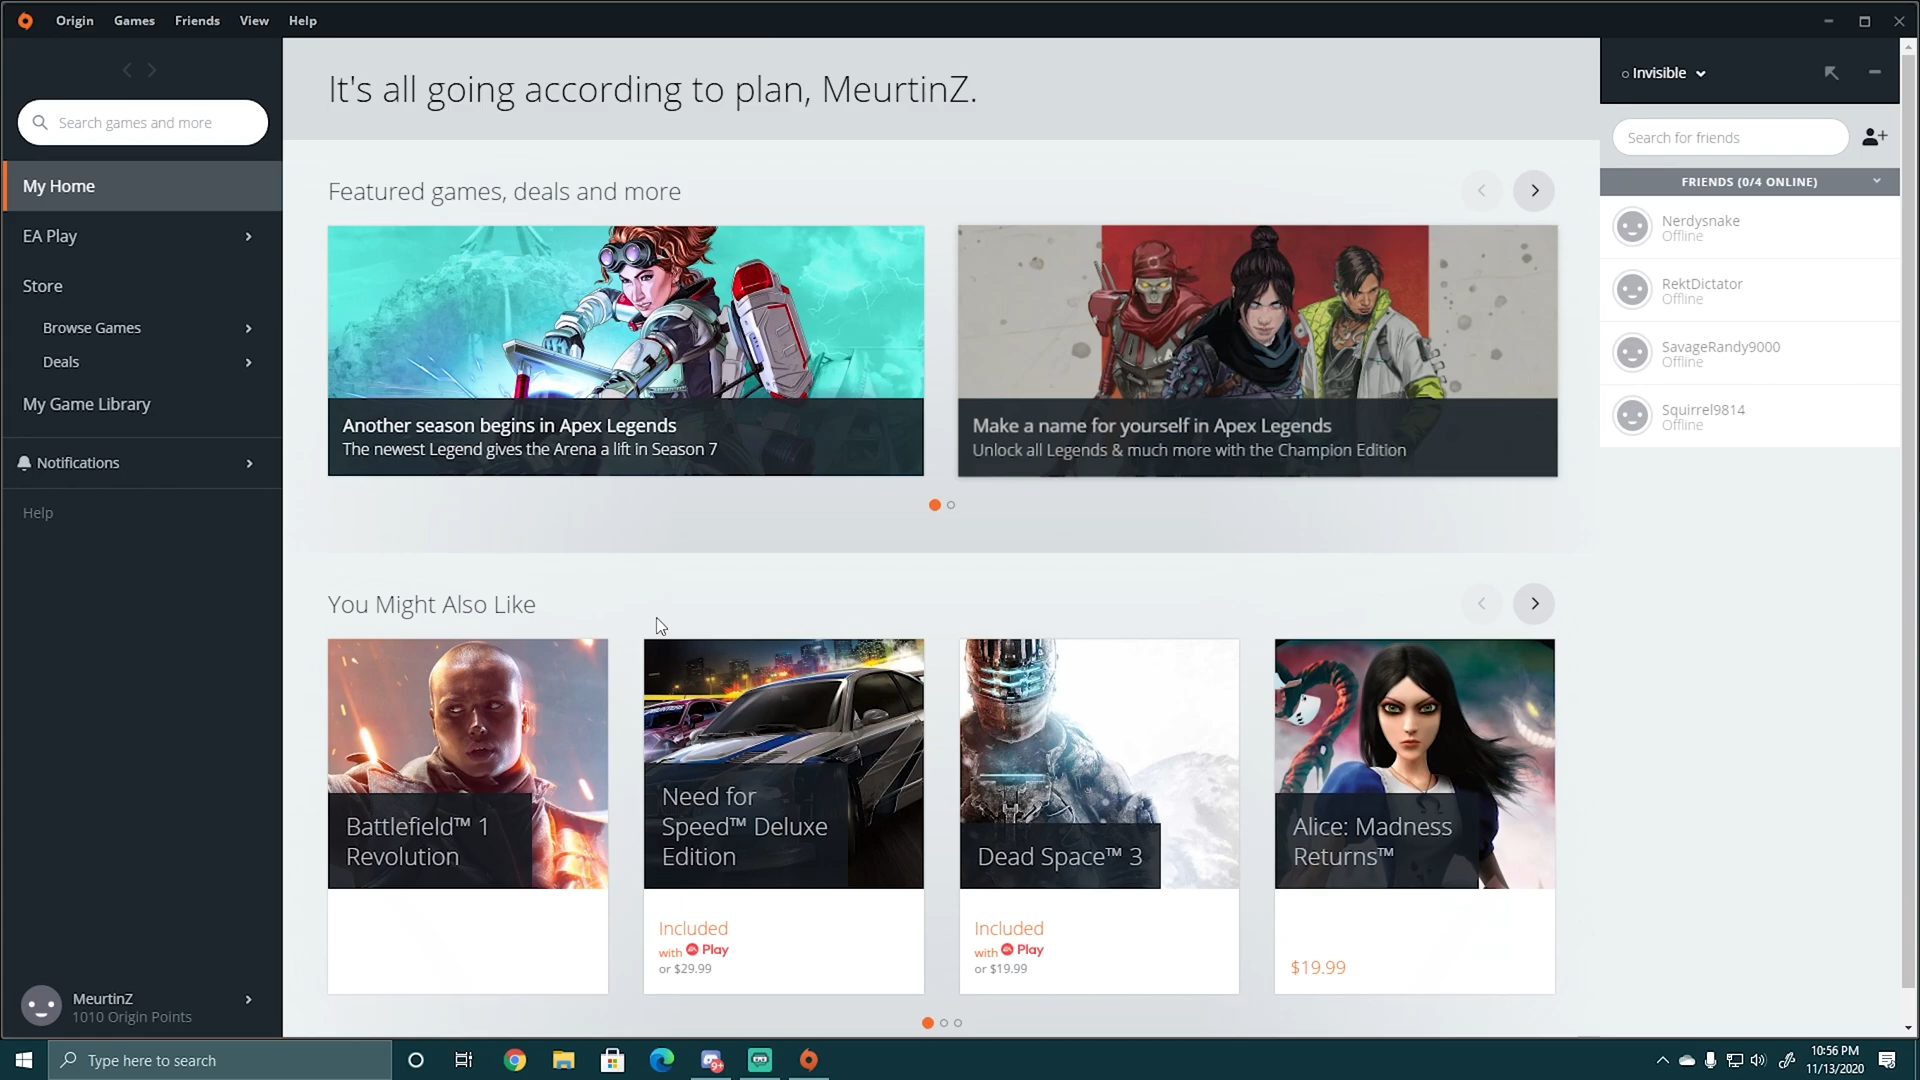 Origin Games Friends View Help
Search games and more
My Home
EA Play
Store
Browse Games
Deals
My Game Library
Notifications
Help
MeurtinZ
1010 Origin Points
It's all going according to plan, MeurtinZ.
Featured games, deals and more
Another season begins in Apex Legends
The newest Legend gives the Arena a lift in Season 7
Make a name for yourself in Apex Legends
Unlock all Legends & much more with the Champion Edition
You Might Also Like
Battlefield™ 1
Revolution
Need for
Speed™ Deluxe
Edition
Included
with EA Play
or $29.99
Dead Space™ 3
Included
with EA Play
or $19.99
Alice: Madness
Returns™
$19.99
Invisible
Search for friends
FRIENDS (0/4 ONLINE)
Nerdysnake
Offline
RektDictator
Offline
SavageRandy9000
Offline
Squirrel9814
Offline
Type here to search
9+
10:56 PM
11/13/2020